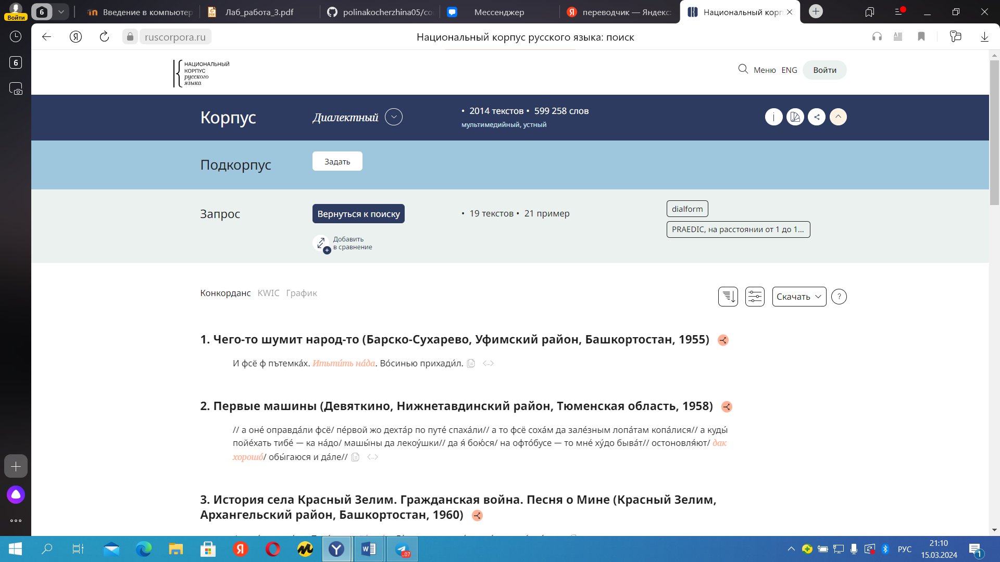 Войти
6
Введение в компьютер
Лаб_работа_3.pdf
polinakocherzhina05/co
Мессенджер
переводчик — Яндекс:
Национальный корп
ruscorpora.ru
Национальный корпус русского языка: поиск
6
НАЦИОНАЛЬНЫЙ
КОРПУС
русского
языка
Меню ENG Войти
Корпус
Диалектный
• 2014 текстов • 599 258 слов
мультимедийный, устный
Подкорпус
Задать
Запрос
Вернуться к поиску
• 19 текстов • 21 пример
dialform
PRAEDIC, на расстоянии от 1 до 1...
Добавить
в сравнение
Конкорданс KWIC График
Скачать
?
1. Чего-то шумит народ-то (Барско-Сухарево, Уфимский район, Башкортостан, 1955)
И фсё ф пътемка́х. Итьти́ть на́да. Во́синью прихади́л.
2. Первые машины (Девяткино, Нижнетавдинский район, Тюменская область, 1958)
// а оне́ оправда́ли фсё/ пе́рвой жо дехта́р по путе́ спаха́ли// а то фсё соха́м да зале́зным лопа́там копа́лися// а куды́
пойе́хать тибе́ — ка на́до/ машы́ны да лекоу́шки// да я́ бою́ся/ на офто́бусе — то мне́ ху́до быва́т// остоновля́ют/ дак
хорошо́/ обы́гаюся и да́ле//
3. История села Красный Зелим. Гражданская война. Песня о Мине (Красный Зелим,
Архангельский район, Башкортостан, 1960)
..07
РУС
21:10
15.03.2024
1